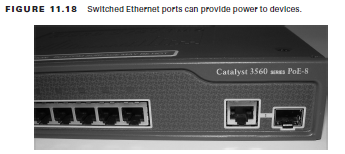 FIGURE 11.18 Switched Ethernet ports can provide power to devices.
Catalyst 3560 SERIES PoE-8